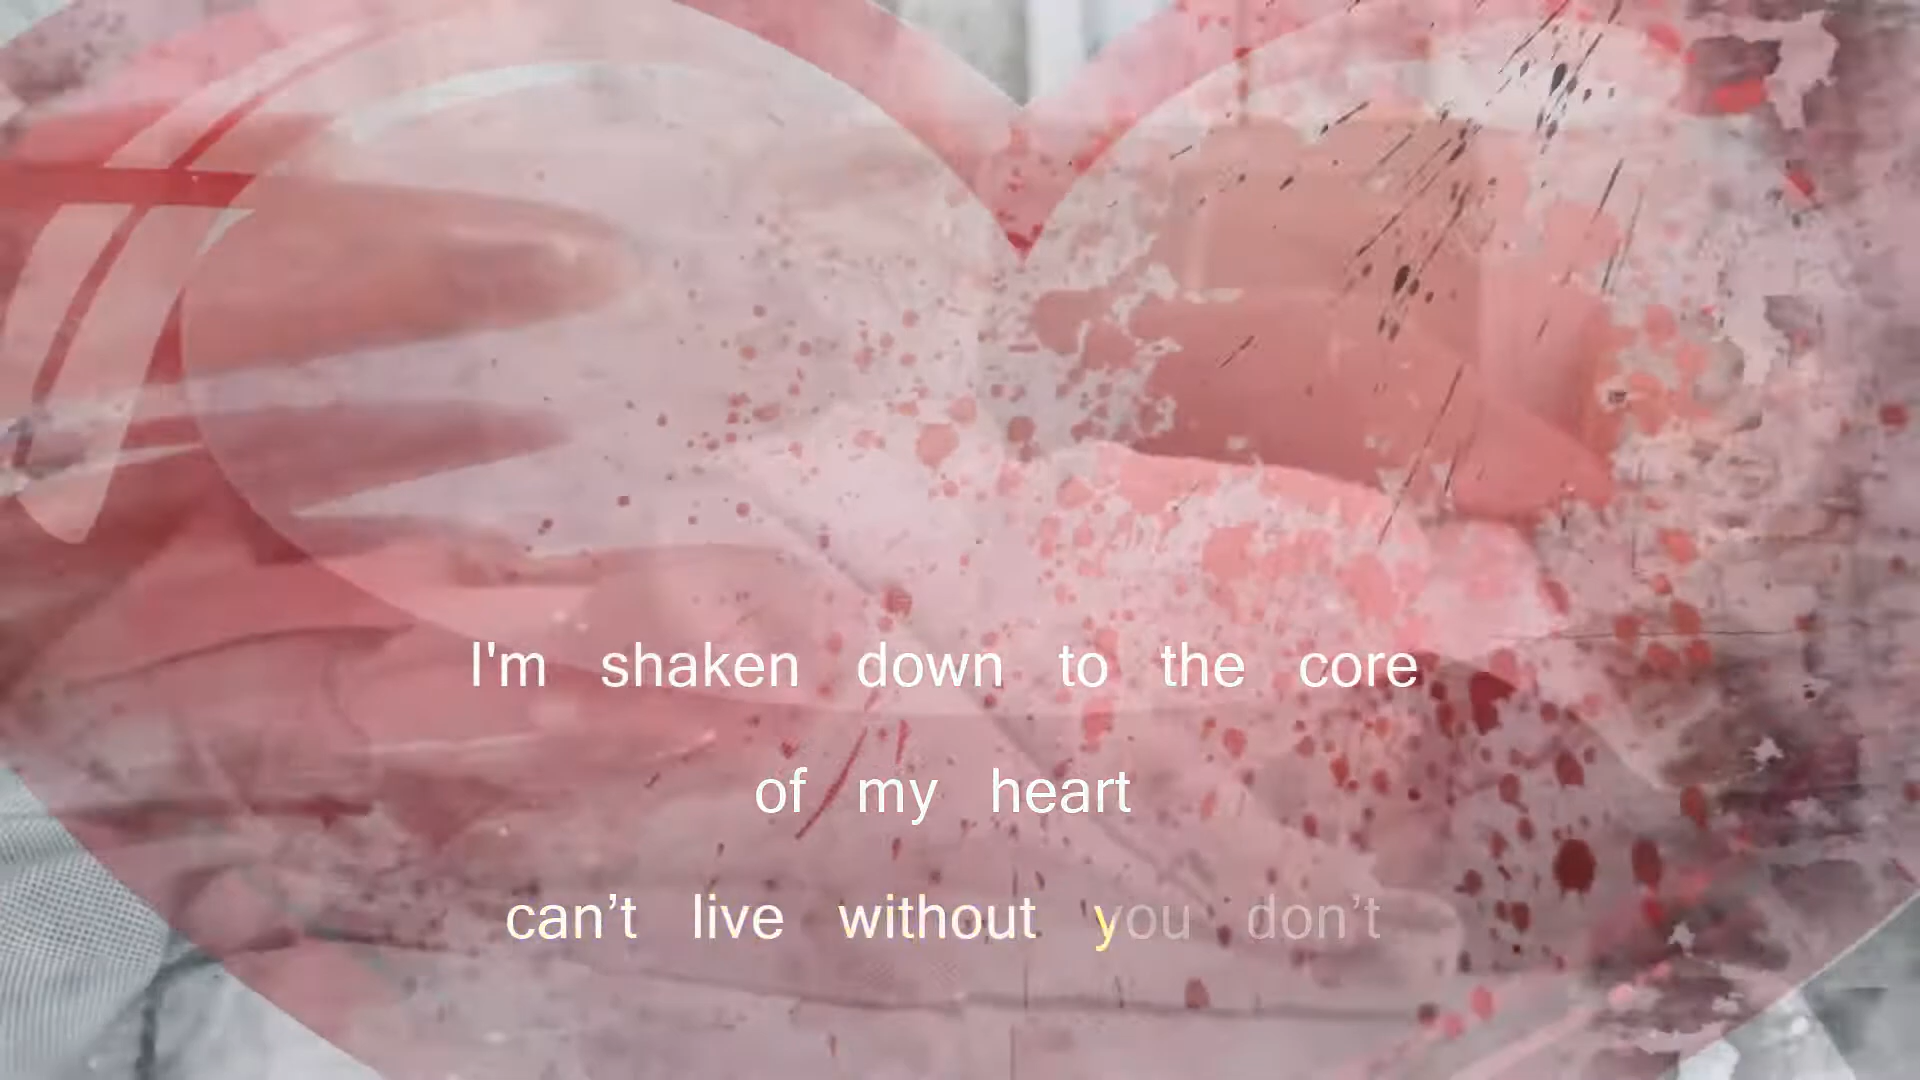 I'm shaken down to the core
of my heart
can’t live without you don’t